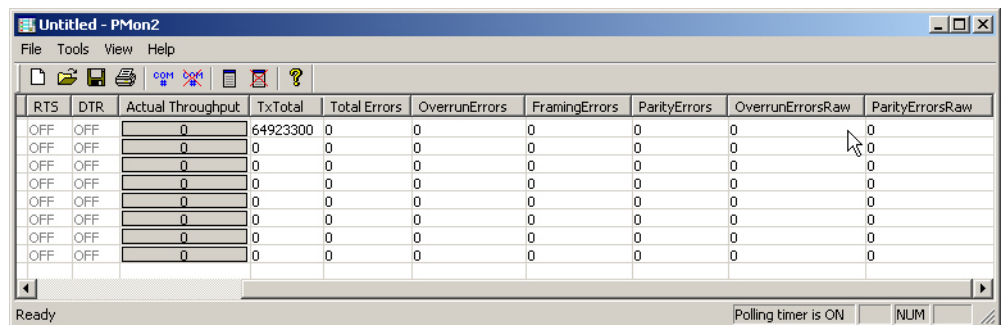 Untitled - PMon2
File Tools View Help
COM # COM #
RTS DTR Actual Throughput TxTotal Total Errors OverrunErrors FramingErrors ParityErrors OverrunErrorsRaw ParityErrorsRaw
OFF OFF 0 64923300 0 0 0 0 0 0
OFF OFF 0 0 0 0 0 0 0 0
OFF OFF 0 0 0 0 0 0 0 0
OFF OFF 0 0 0 0 0 0 0 0
OFF OFF 0 0 0 0 0 0 0 0
OFF OFF 0 0 0 0 0 0 0 0
OFF OFF 0 0 0 0 0 0 0 0
OFF OFF 0 0 0 0 0 0 0 0
Ready Polling timer is ON NUM